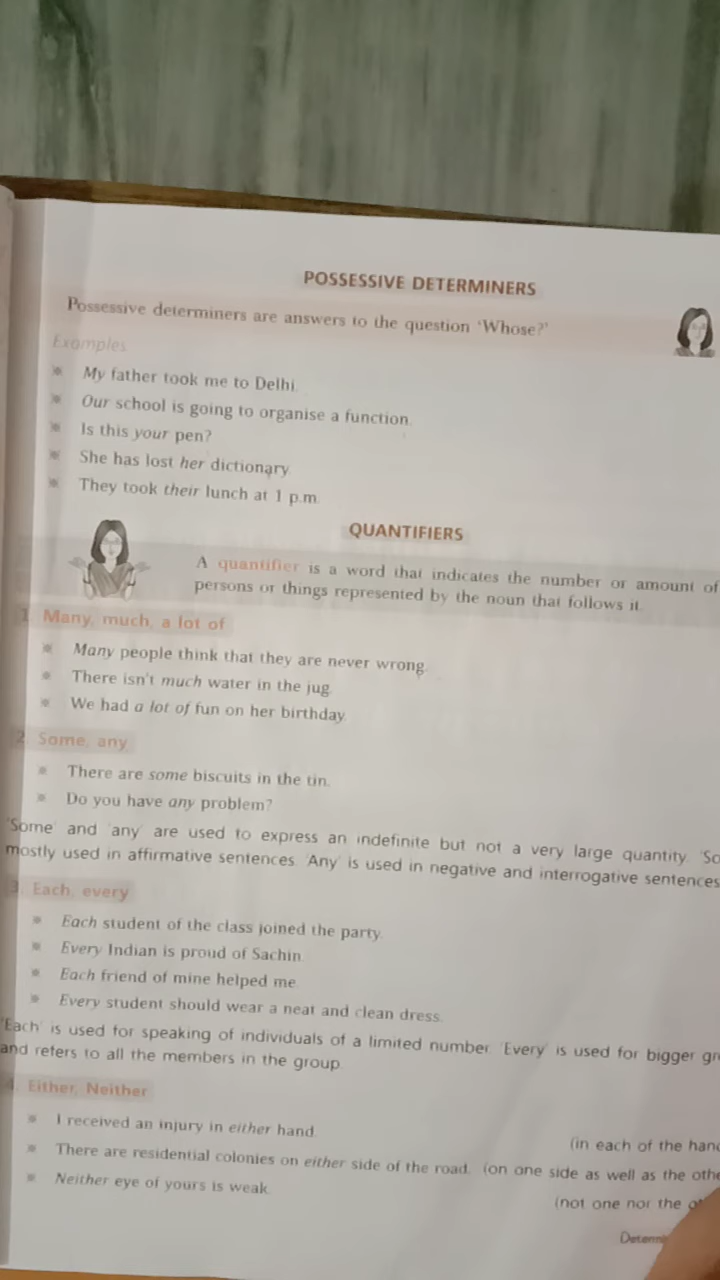 POSSESSIVE DETERMINERS
Possessive determiners are answers to the question 'Whose?'
Examples
* My father took me to Delhi.
* Our school is going to organise a function.
* Is this your pen?
* She has lost her dictionary.
* They took their lunch at 1 p.m.
QUANTIFIERS
A quantifier is a word that indicates the number or amount of
persons or things represented by the noun that follows it.
1. Many, much, a lot of
* Many people think that they are never wrong.
* There isn't much water in the jug.
* We had a lot of fun on her birthday.
2. Some, any
* There are some biscuits in the tin.
* Do you have any problem?
'Some' and 'any' are used to express an indefinite but not a very large quantity. 'So
mostly used in affirmative sentences. 'Any' is used in negative and interrogative sentences
3. Each, every
* Each student of the class joined the party.
* Every Indian is proud of Sachin.
* Each friend of mine helped me.
* Every student should wear a neat and clean dress.
'Each' is used for speaking of individuals of a limited number. 'Every' is used for bigger gr
and refers to all the members in the group.
4. Either, Neither
* I received an injury in either hand. (in each of the hand
* There are residential colonies on either side of the road. (on one side as well as the othe
* Neither eye of yours is weak. (not one nor the